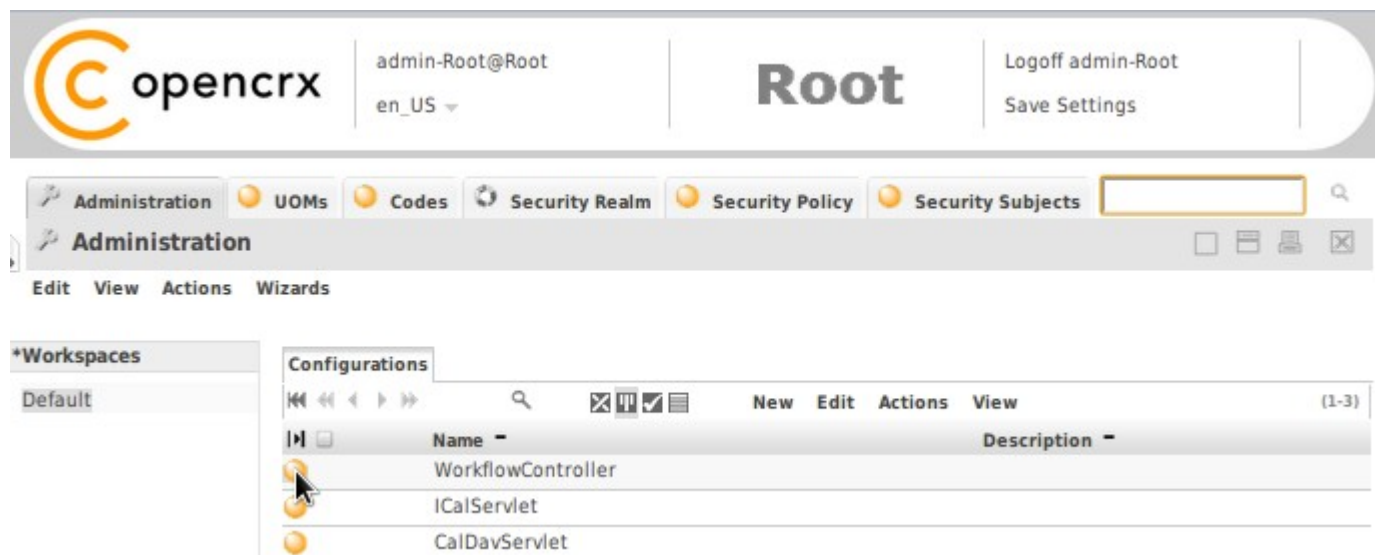 opencrx
admin-Root@Root
en_US
Root
Logoff admin-Root
Save Settings
Administration UOMs Codes Security Realm Security Policy Security Subjects
Administration
Edit View Actions Wizards
*Workspaces
Default
Configurations
New Edit Actions View (1-3)
Name Description
WorkflowController
ICalServlet
CalDavServlet